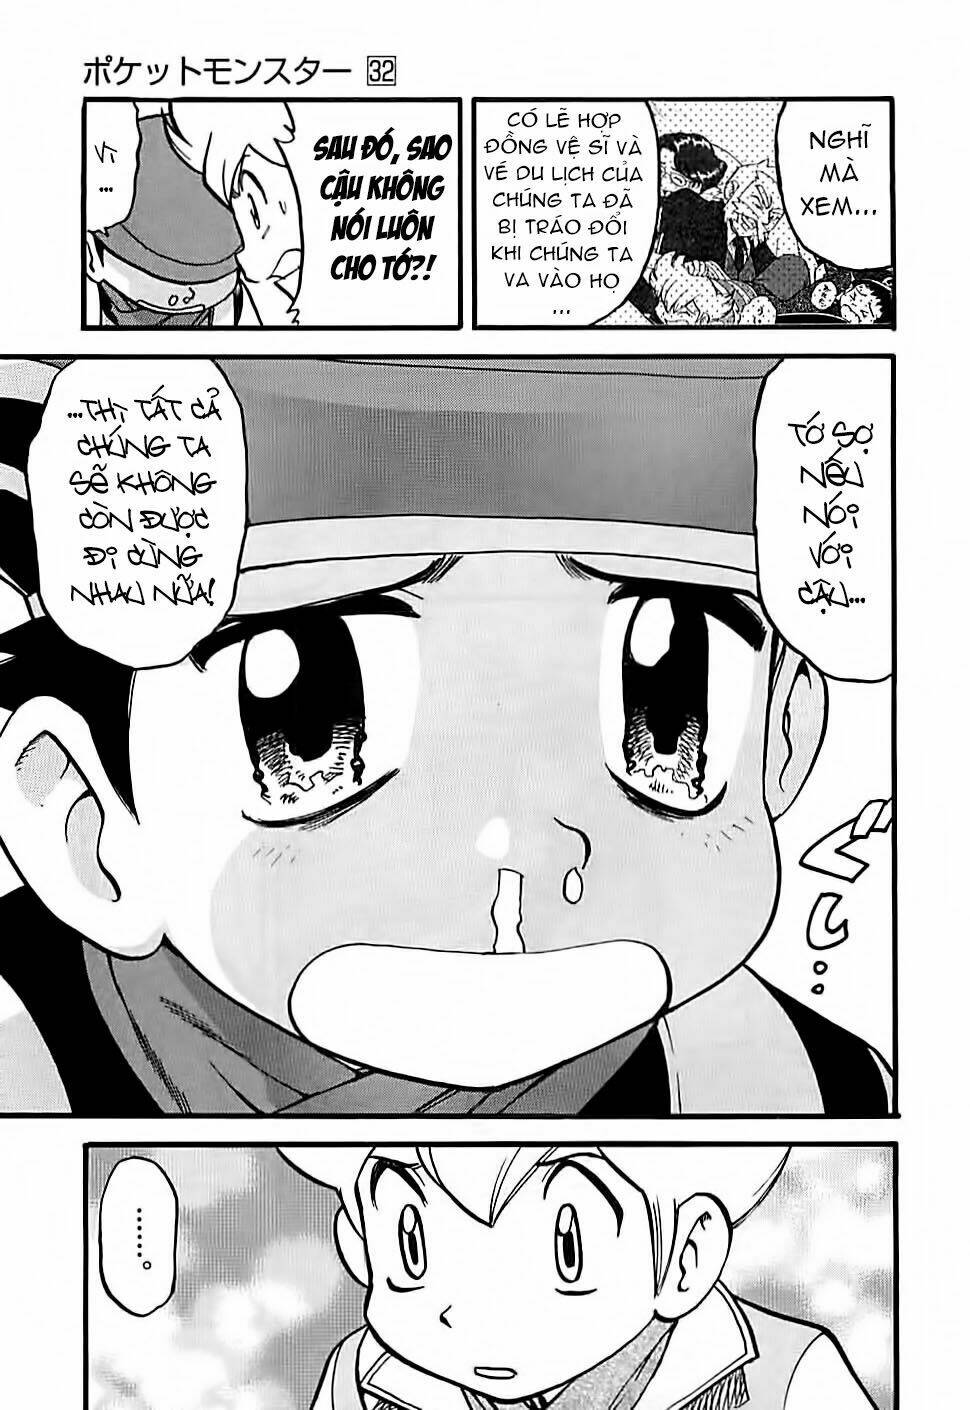 ポケットモンスター 32
NGHĨ
MÀ
XEM...
CÓ LẼ HỢP
ĐỒNG VỆ SĨ VÀ
VÉ DU LỊCH CỦA
CHÚNG TA ĐÃ
BỊ TRÁO ĐỔI
KHI CHÚNG TA
VA VÀO HỌ
...
SAU ĐÓ, SAO
CẬU KHÔNG
NÓI LUÔN
CHO TỚ?!
VÌ
...
TỚ SỢ
NẾU
NÓI
VỚI
CẬU...
...THÌ TẤT CẢ
CHÚNG TA
SẼ KHÔNG
CÒN ĐƯỢC
ĐI CÙNG
NHAU NỮA!
.......